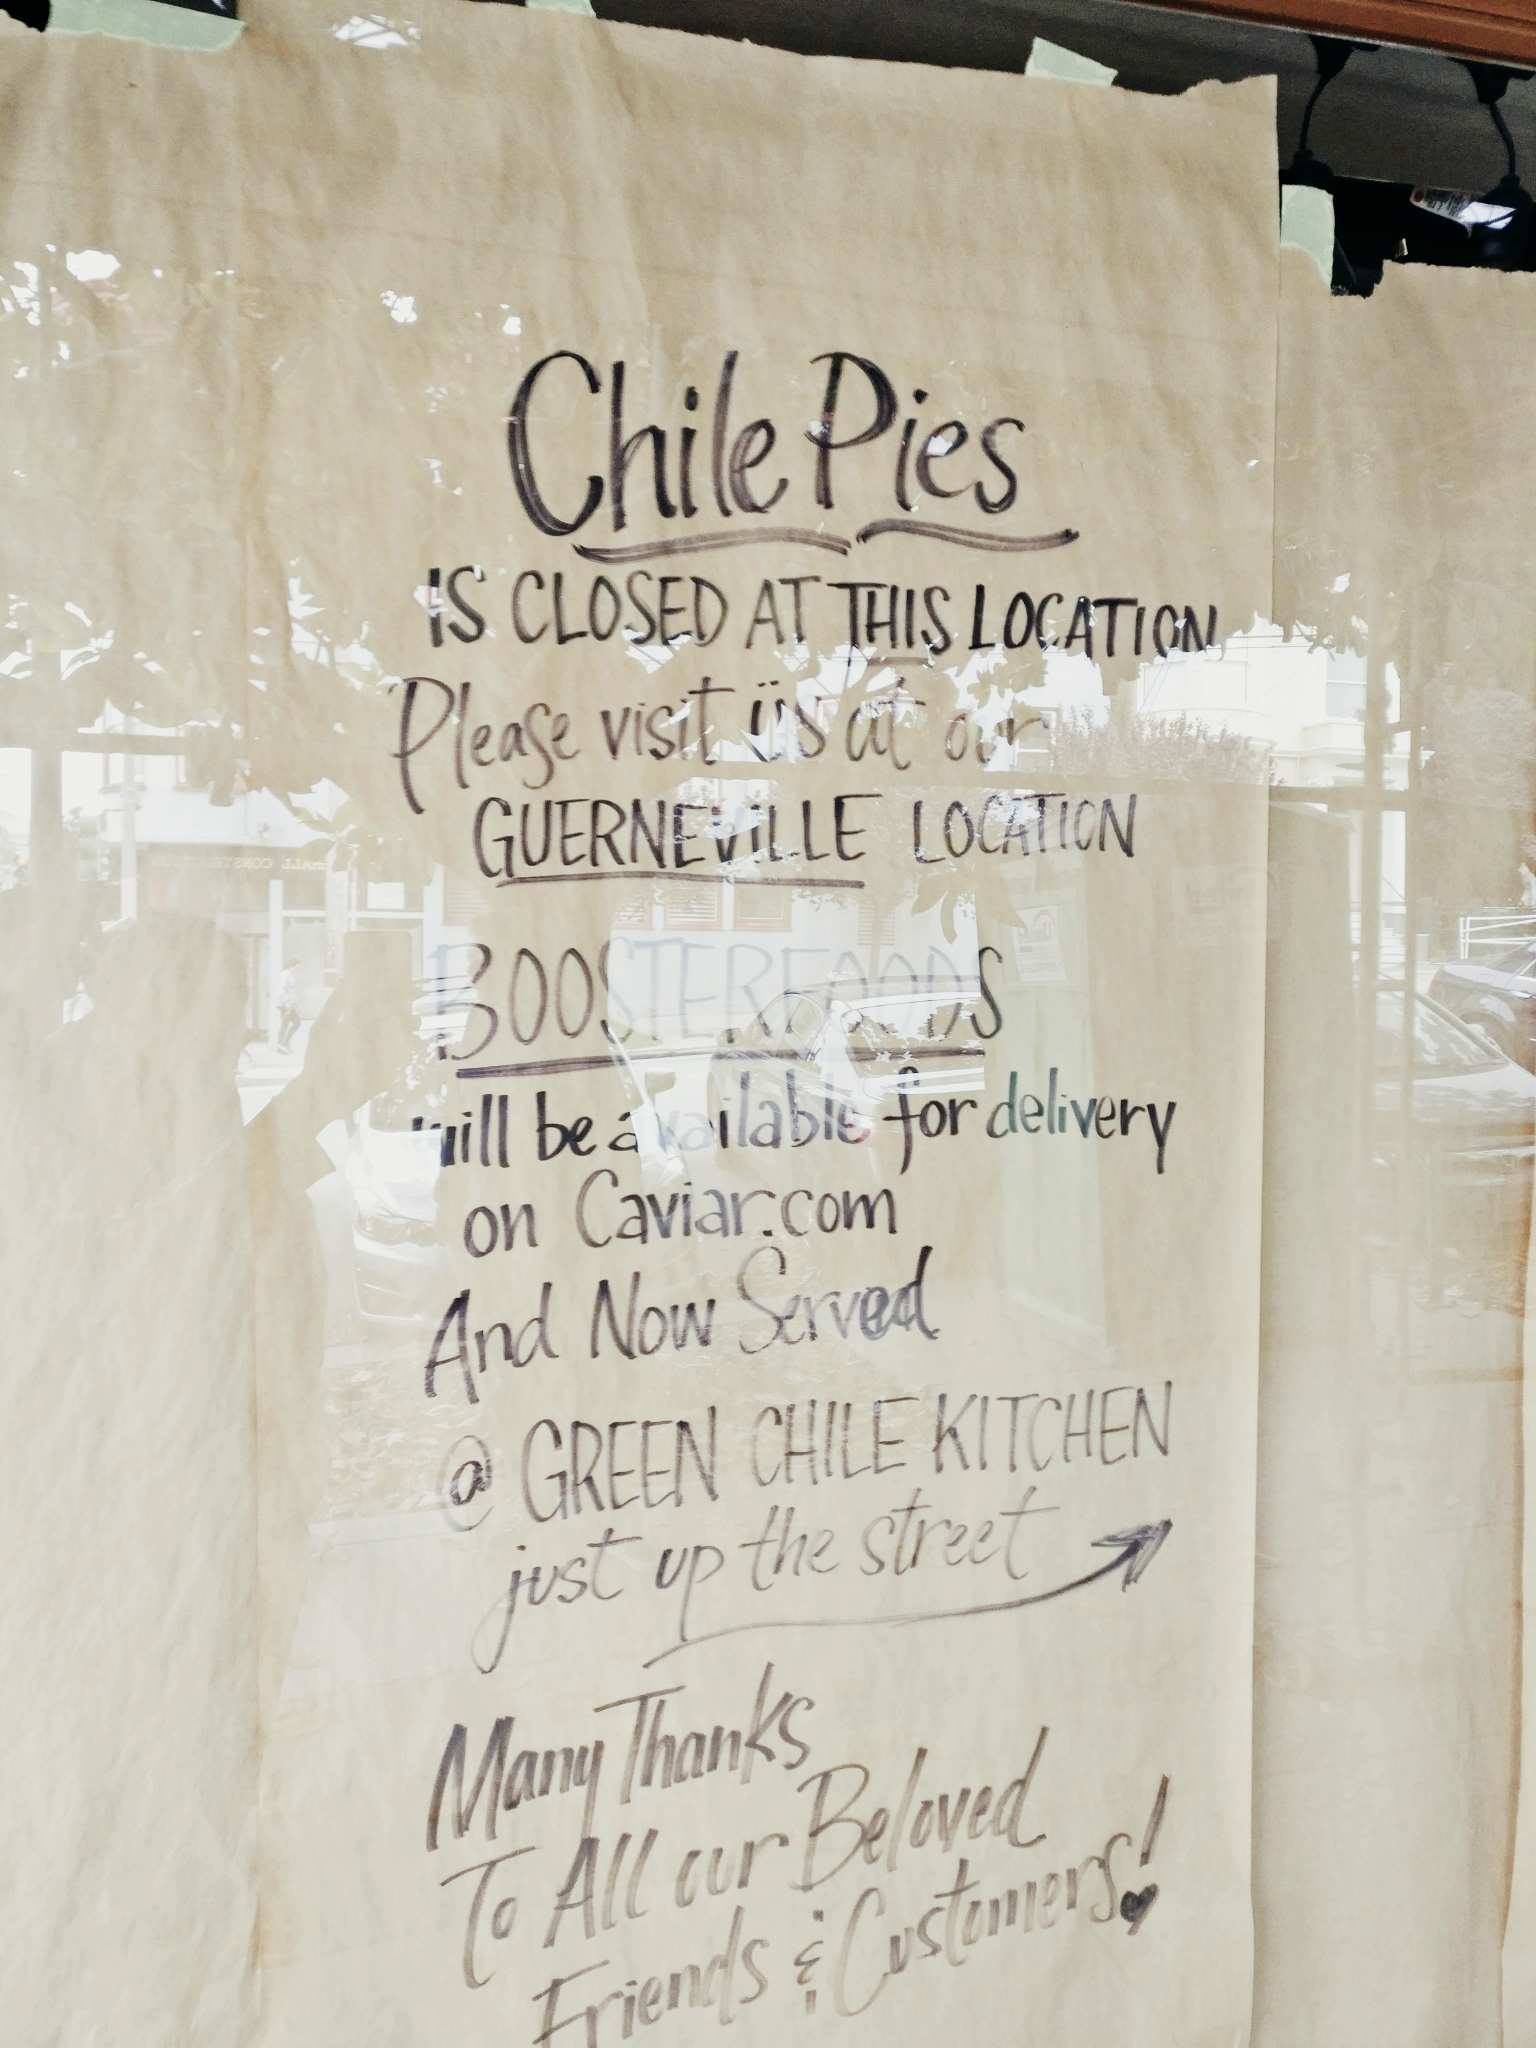 Chile Pies
IS CLOSED AT THIS LOCATION
Please visit üs at our
GUERNEVILLE LOCATION
BOOSTERFOODS
will be available for delivery
on Caviar.com
And Now Served
@ GREEN CHILE KITCHEN
just up the street
Many Thanks
To All our Beloved
Friends & Customers!